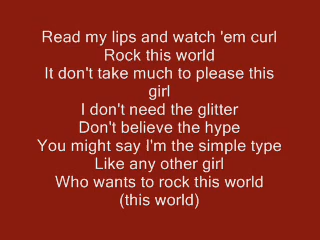 Read my lips and watch 'em curl
Rock this world
It don't take much to please this
girl
I don't need the glitter
Don't believe the hype
You might say I'm the simple type
Like any other girl
Who wants to rock this world
(this world)